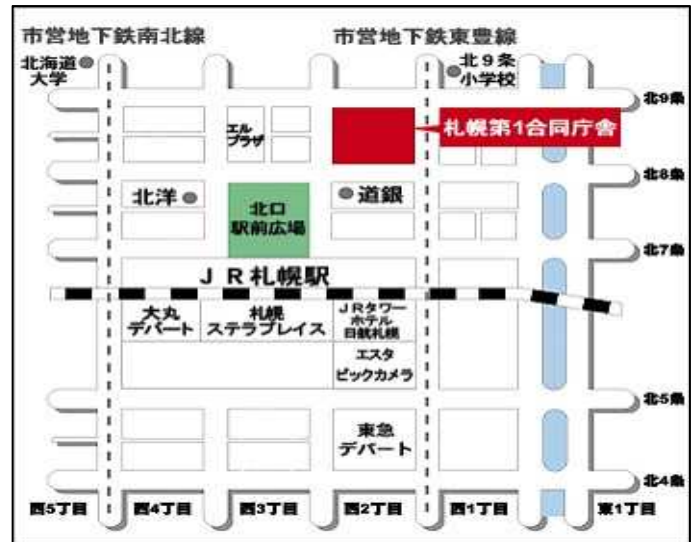 市営地下鉄南北線
市営地下鉄東豊線
北海道
大学
北9条
小学校
北9条
エル
プラザ
札幌第1合同庁舎
北8条
北洋
北口
駅前広場
道銀
北7条
JR札幌駅
大丸
デパート
札幌
ステラプレイス
JRタワー
ホテル
日航札幌
エスタ
ビックカメラ
北5条
東急
デパート
北4条
西5丁目
西4丁目
西3丁目
西2丁目
西1丁目
東1丁目